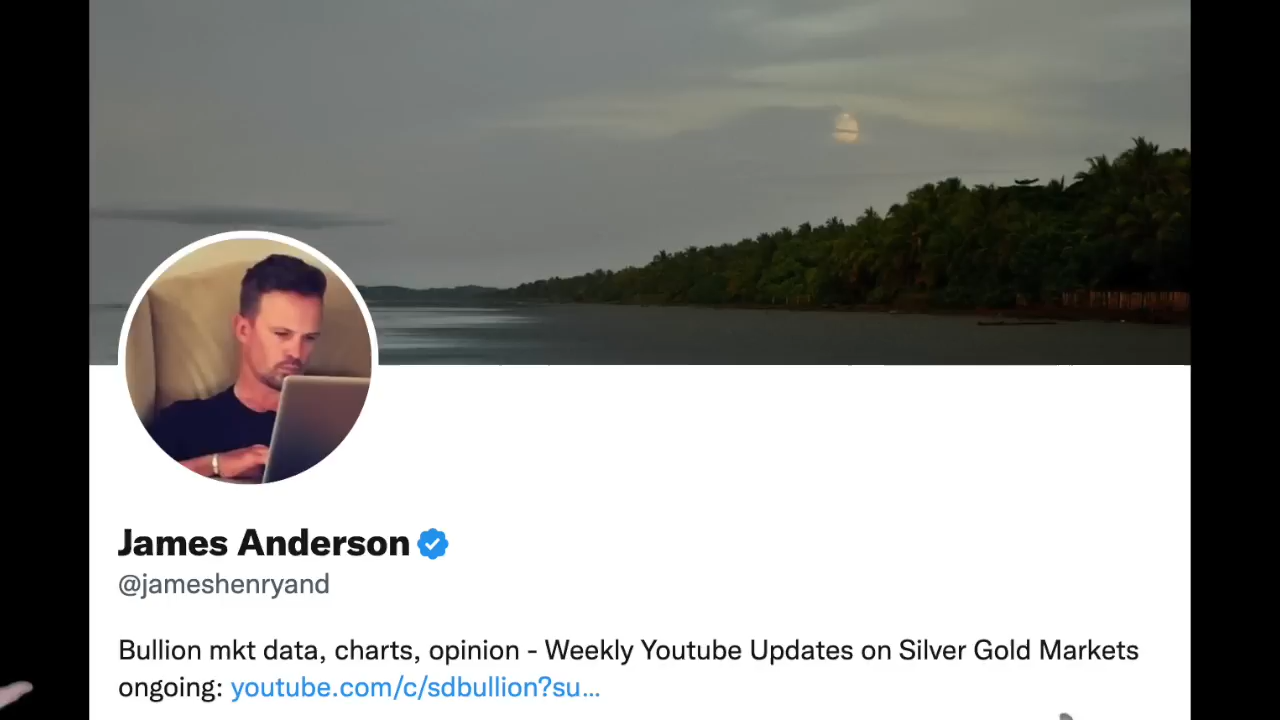 James Anderson
@jameshenryand
Bullion mkt data, charts, opinion - Weekly Youtube Updates on Silver Gold Markets
ongoing: youtube.com/c/sdbullion?su...